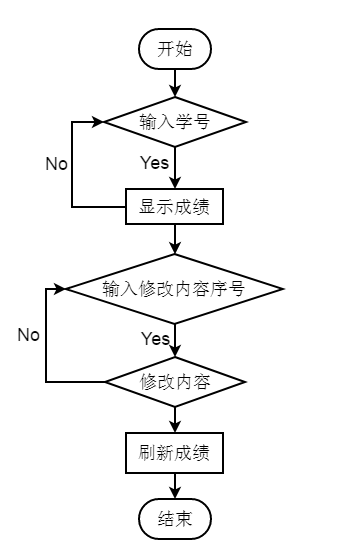 开始
输入学号
No
Yes
显示成绩
输入修改内容序号
No
Yes
修改内容
刷新成绩
结束